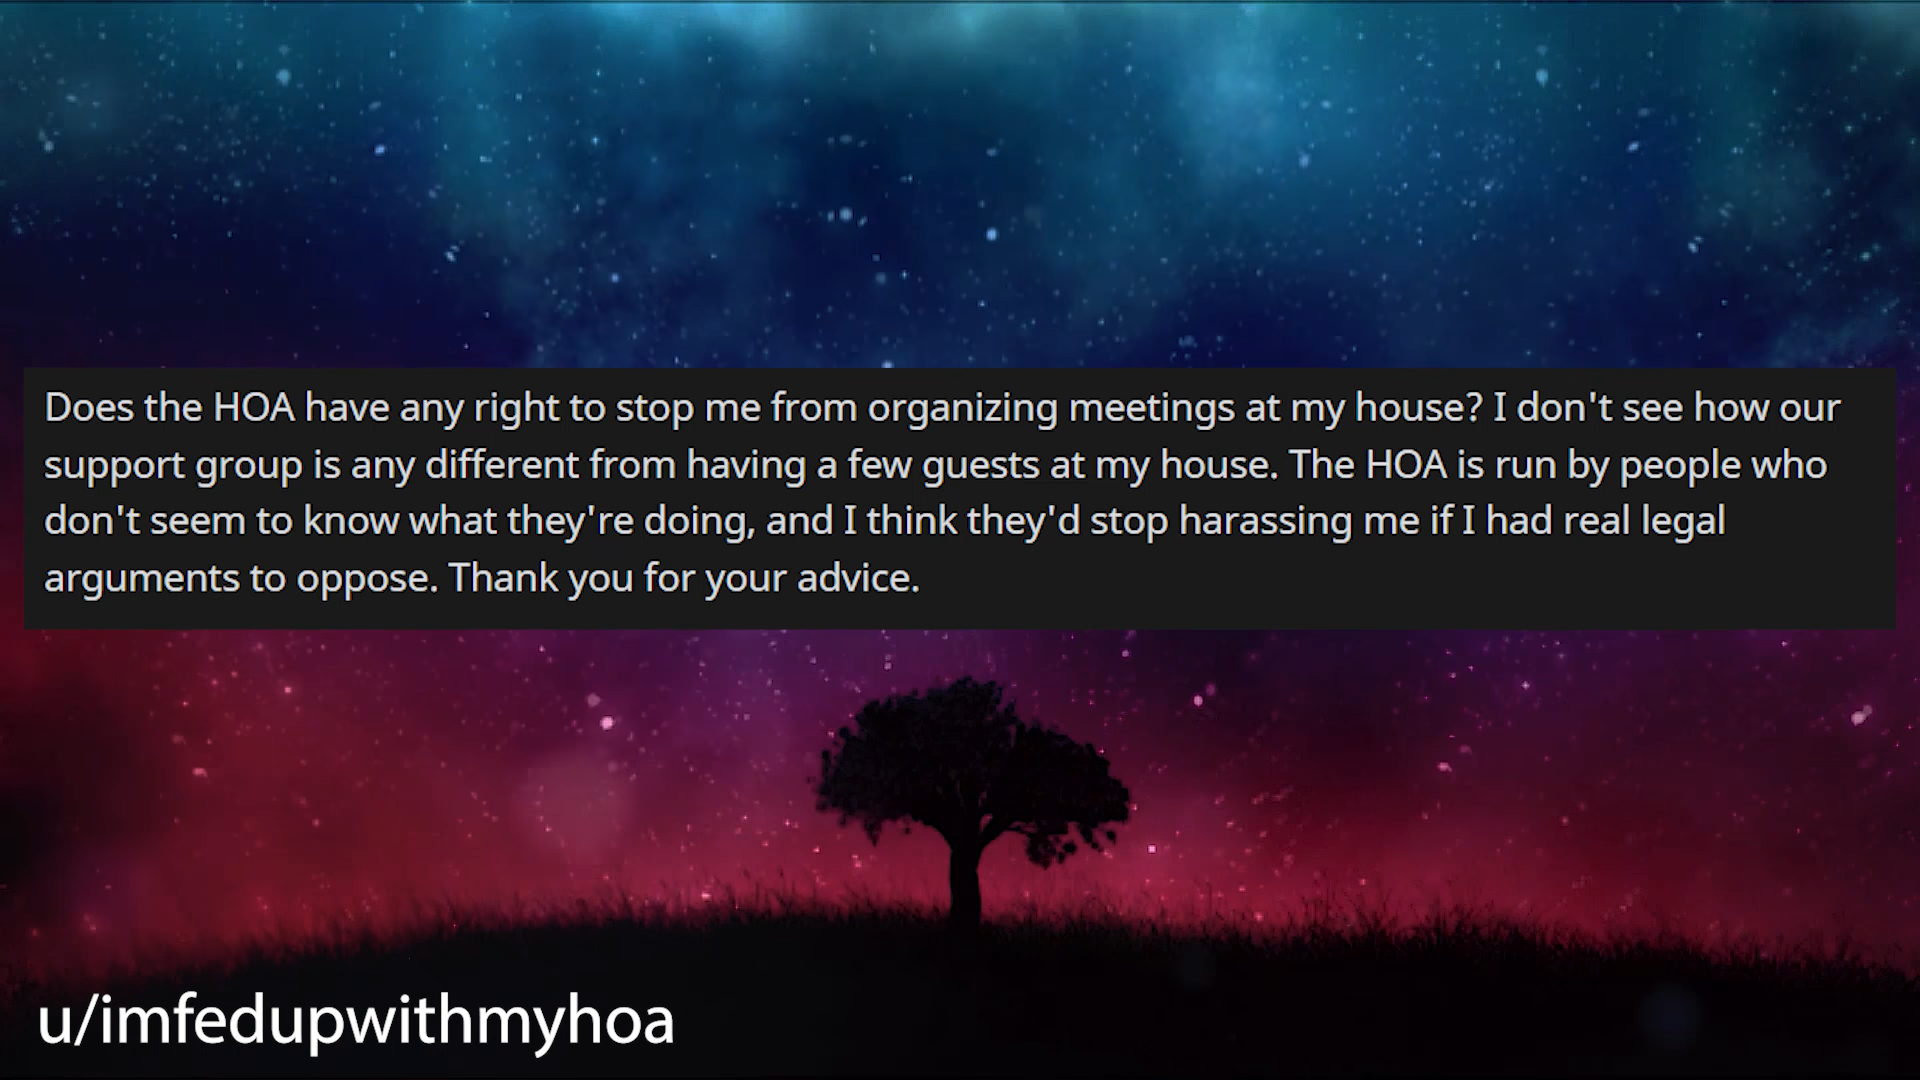 Does the HOA have any right to stop me from organizing meetings at my house? I don't see how our
support group is any different from having a few guests at my house. The HOA is run by people who
don't seem to know what they're doing, and I think they'd stop harassing me if I had real legal
arguments to oppose. Thank you for your advice.
u/imfedupwithmyhoa